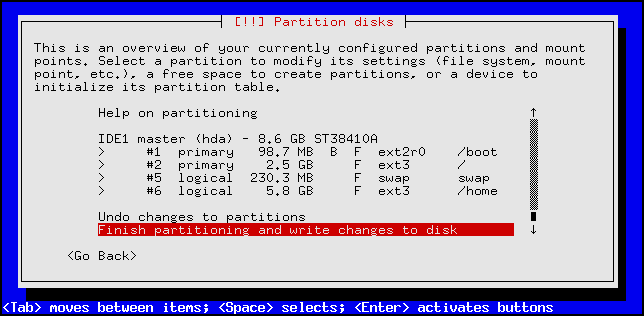 [!!] Partition disks
This is an overview of your currently configured partitions and mount
points. Select a partition to modify its settings (file system, mount
point, etc.), a free space to create partitions, or a device to
initialize its partition table.
Help on partitioning
IDE1 master (hda) - 8.6 GB ST38410A
> #1 primary 98.7 MB B F ext2r0 /boot
> #2 primary 2.5 GB F ext3 /
> #5 logical 230.3 MB F swap swap
> #6 logical 5.8 GB F ext3 /home
Undo changes to partitions
Finish partitioning and write changes to disk
<Go Back>
<Tab> moves between items; <Space> selects; <Enter> activates buttons